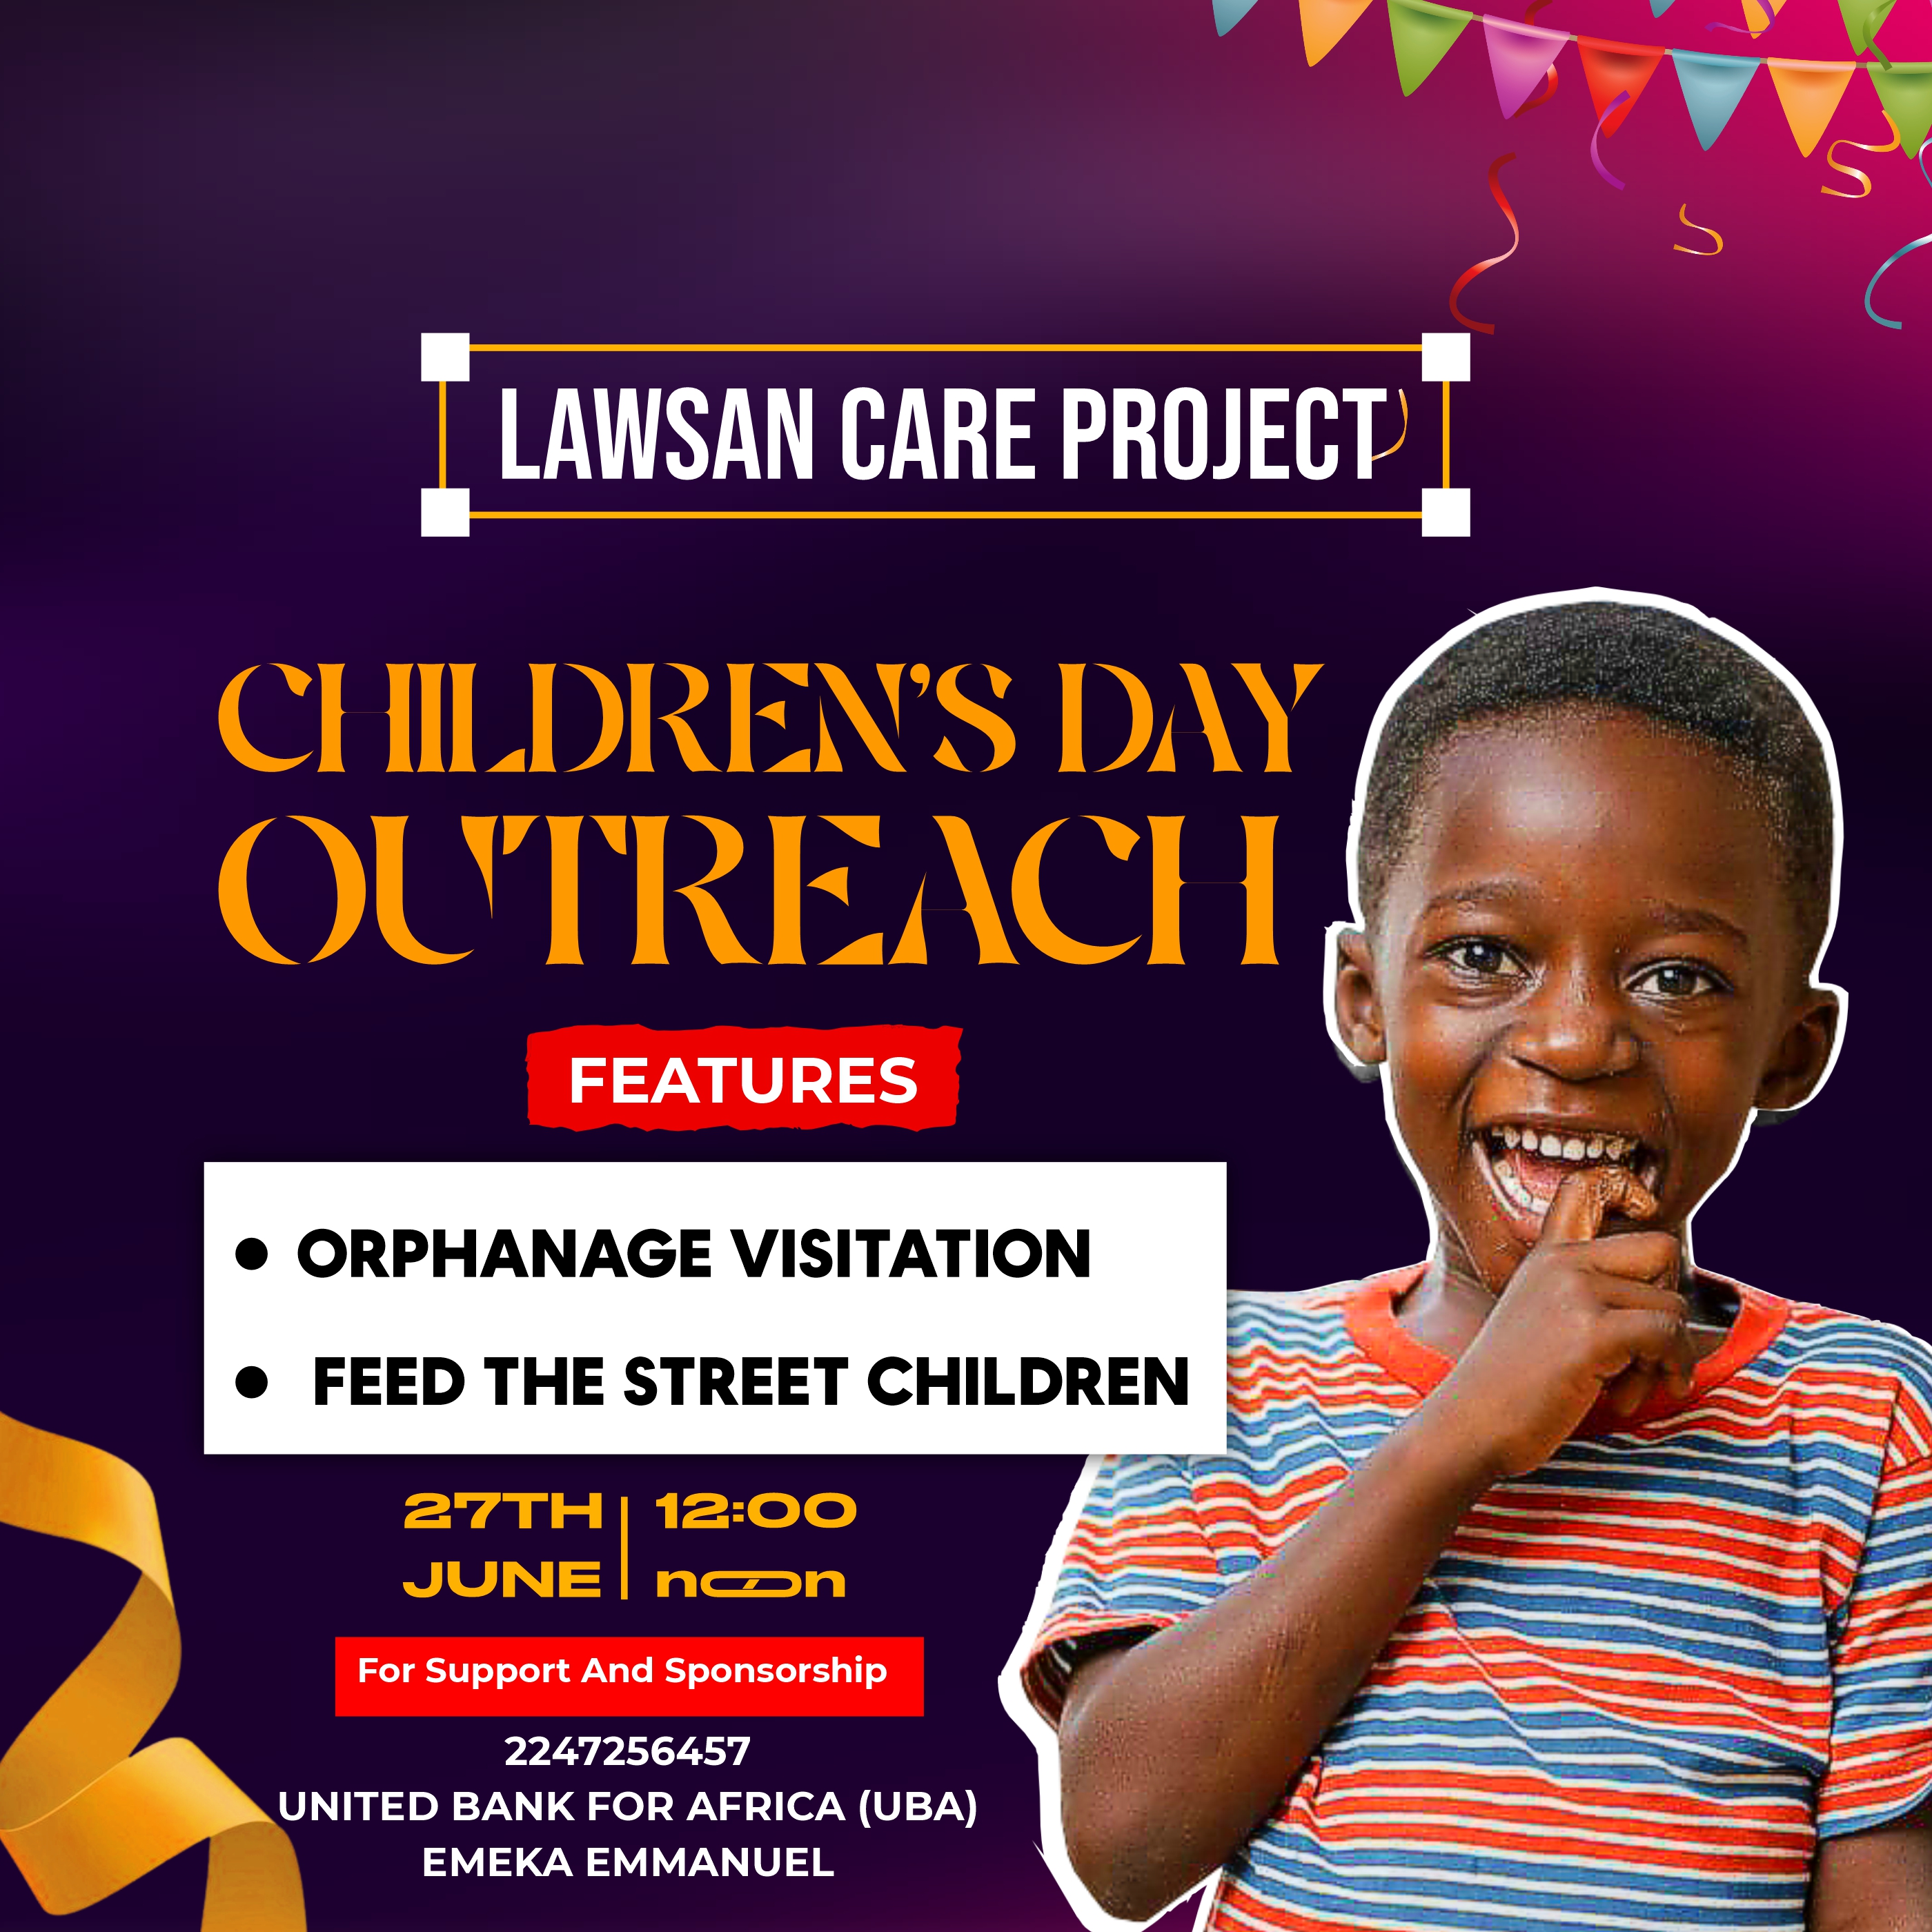 LAWSAN CARE PROJECT
CHILDREN'S DAY
OUTREACH
FEATURES
● ORPHANAGE VISITATION
● FEED THE STREET CHILDREN
27TH | 12:00
JUNE | noon
For Support And Sponsorship
2247256457
UNITED BANK FOR AFRICA (UBA)
EMEKA EMMANUEL